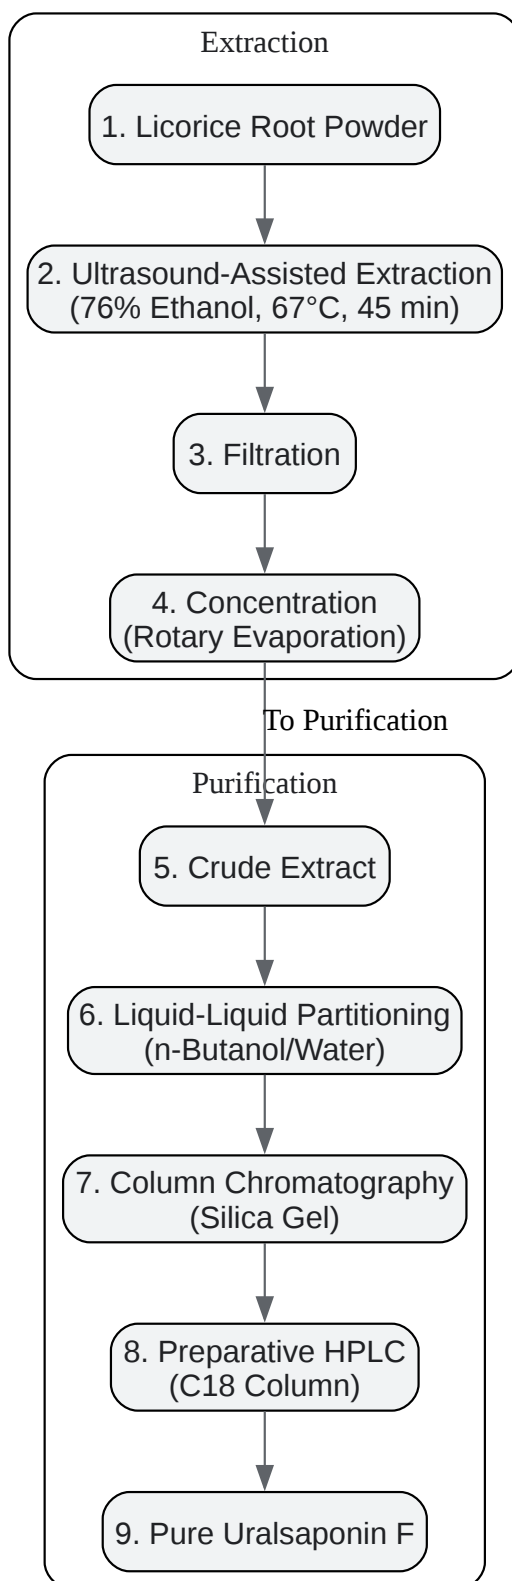 Extraction
1. Licorice Root Powder
2. Ultrasound-Assisted Extraction
(76% Ethanol, 67°C, 45 min)
3. Filtration
4. Concentration
(Rotary Evaporation)
To Purification
Purification
5. Crude Extract
6. Liquid-Liquid Partitioning
(n-Butanol/Water)
7. Column Chromatography
(Silica Gel)
8. Preparative HPLC
(C18 Column)
9. Pure Uralsaponin F